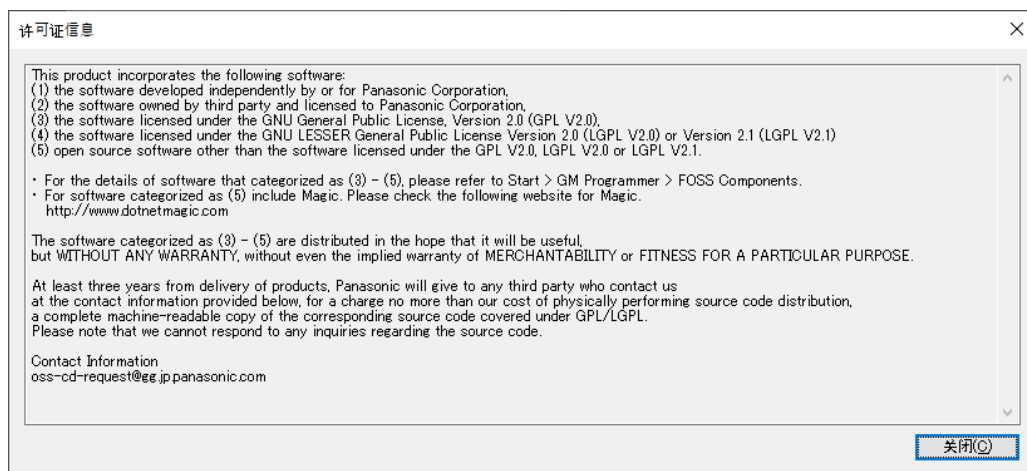 许可证信息
This product incorporates the following software:
(1) the software developed independently by or for Panasonic Corporation,
(2) the software owned by third party and licensed to Panasonic Corporation,
(3) the software licensed under the GNU General Public License, Version 2.0 (GPL V2.0),
(4) the software licensed under the GNU LESSER General Public License Version 2.0 (LGPL V2.0) or Version 2.1 (LGPL V2.1)
(5) open source software other than the software licensed under the GPL V2.0, LGPL V2.0 or LGPL V2.1.
・For the details of software that categorized as (3) - (5), please refer to Start > GM Programmer > FOSS Components.
・For software categorized as (5) include Magic. Please check the following website for Magic.
http://www.dotnetmagic.com
The software categorized as (3) - (5) are distributed in the hope that it will be useful,
but WITHOUT ANY WARRANTY, without even the implied warranty of MERCHANTABILITY or FITNESS FOR A PARTICULAR PURPOSE.
At least three years from delivery of products, Panasonic will give to any third party who contact us
at the contact information provided below, for a charge no more than our cost of physically performing source code distribution,
a complete machine-readable copy of the corresponding source code covered under GPL/LGPL.
Please note that we cannot respond to any inquiries regarding the source code.
Contact Information
oss-cd-request@gg.jp.panasonic.com
关闭(C)